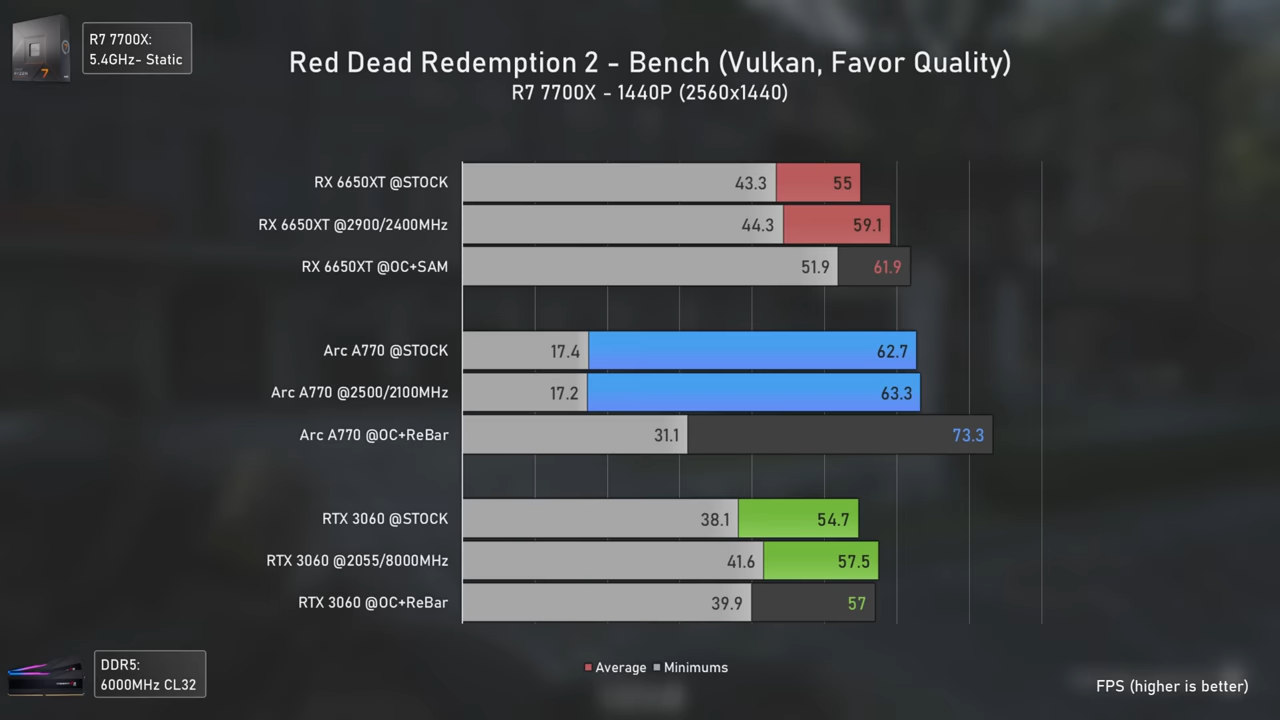 R7 7700X:
5.4GHz- Static
Red Dead Redemption 2 - Bench (Vulkan, Favor Quality)
R7 7700X - 1440P (2560x1440)
RX 6650XT @STOCK 43.3 55
RX 6650XT @2900/2400MHz 44.3 59.1
RX 6650XT @OC+SAM 51.9 61.9
Arc A770 @STOCK 17.4 62.7
Arc A770 @2500/2100MHz 17.2 63.3
Arc A770 @OC+ReBar 31.1 73.3
RTX 3060 @STOCK 38.1 54.7
RTX 3060 @2055/8000MHz 41.6 57.5
RTX 3060 @OC+ReBar 39.9 57
DDR5:
6000MHz CL32
Average Minimums
FPS (higher is better)